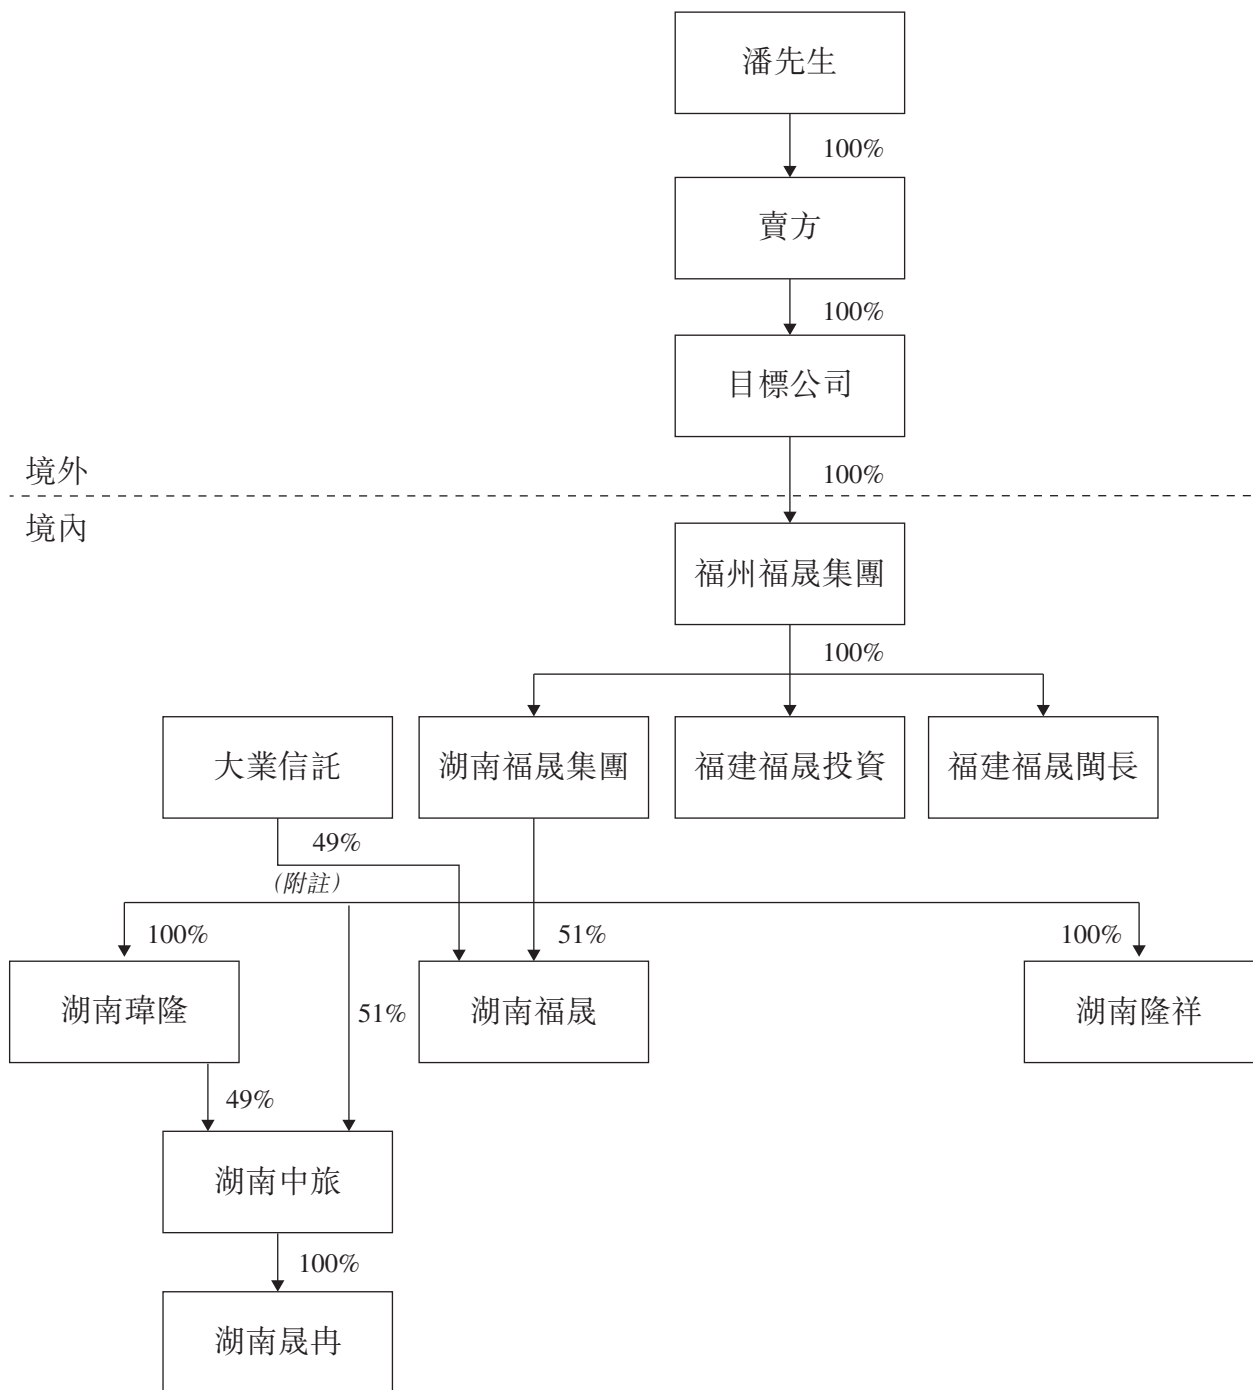 潘先生
100%
賣方
100%
目標公司
境外
100%
境內
福州福晟集團
100%
大業信託
湖南福晟集團
福建福晟投資
福建福晟閩長
49%
(附註)
100%
51%
100%
湖南瑋隆
51%
湖南福晟
湖南隆祥
49%
湖南中旅
100%
湖南晟冉